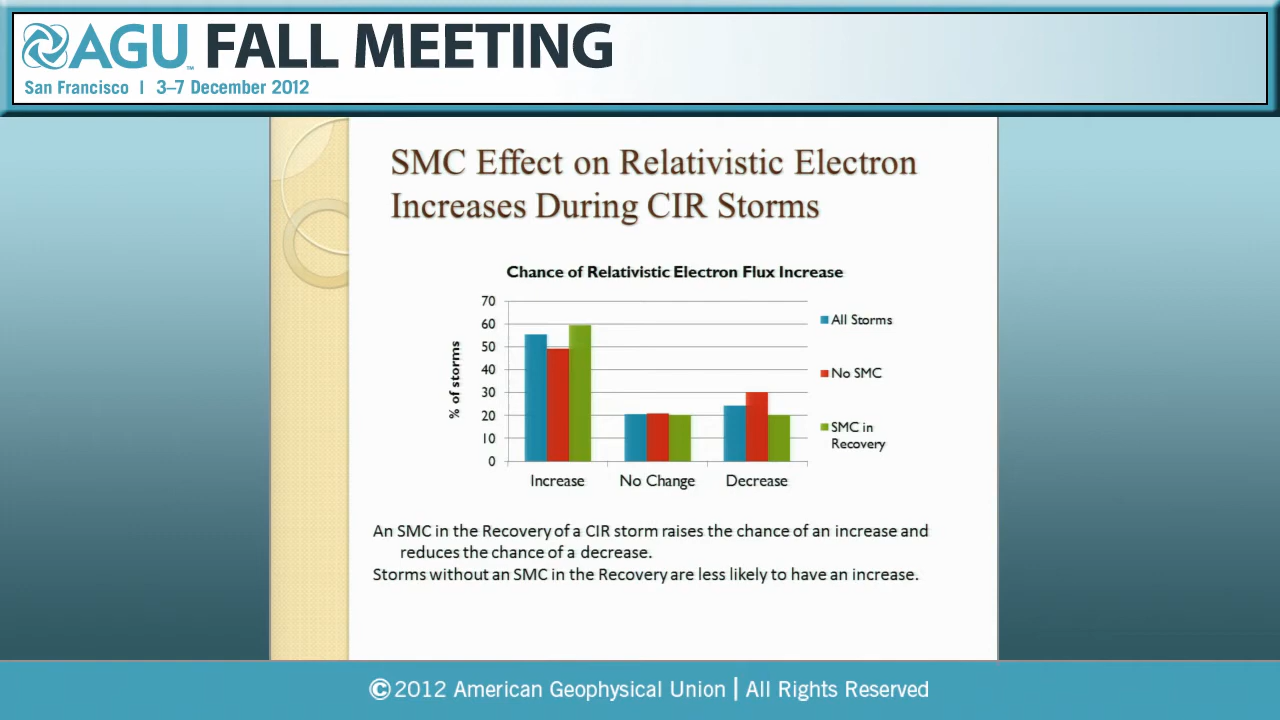 AGU™ FALL MEETING
San Francisco | 3–7 December 2012
SMC Effect on Relativistic Electron
Increases During CIR Storms
Chance of Relativistic Electron Flux Increase
% of storms
70
60
50
40
30
20
10
0
Increase
No Change
Decrease
All Storms
No SMC
SMC in
Recovery
An SMC in the Recovery of a CIR storm raises the chance of an increase and
reduces the chance of a decrease.
Storms without an SMC in the Recovery are less likely to have an increase.
©2012 American Geophysical Union | All Rights Reserved